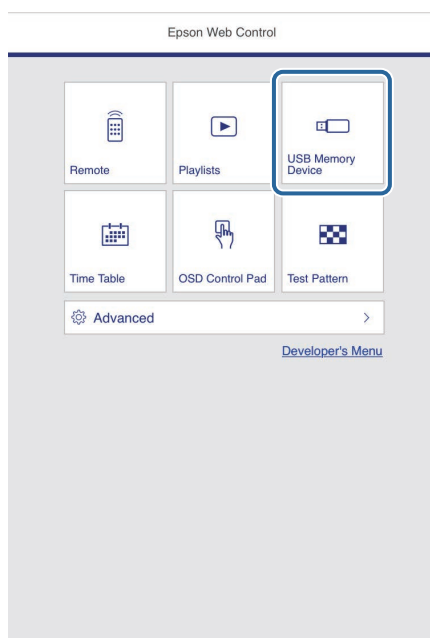 Epson Web Control
Remote
Playlists
USB Memory
Device
Time Table
OSD Control Pad
Test Pattern
Advanced
Developer's Menu